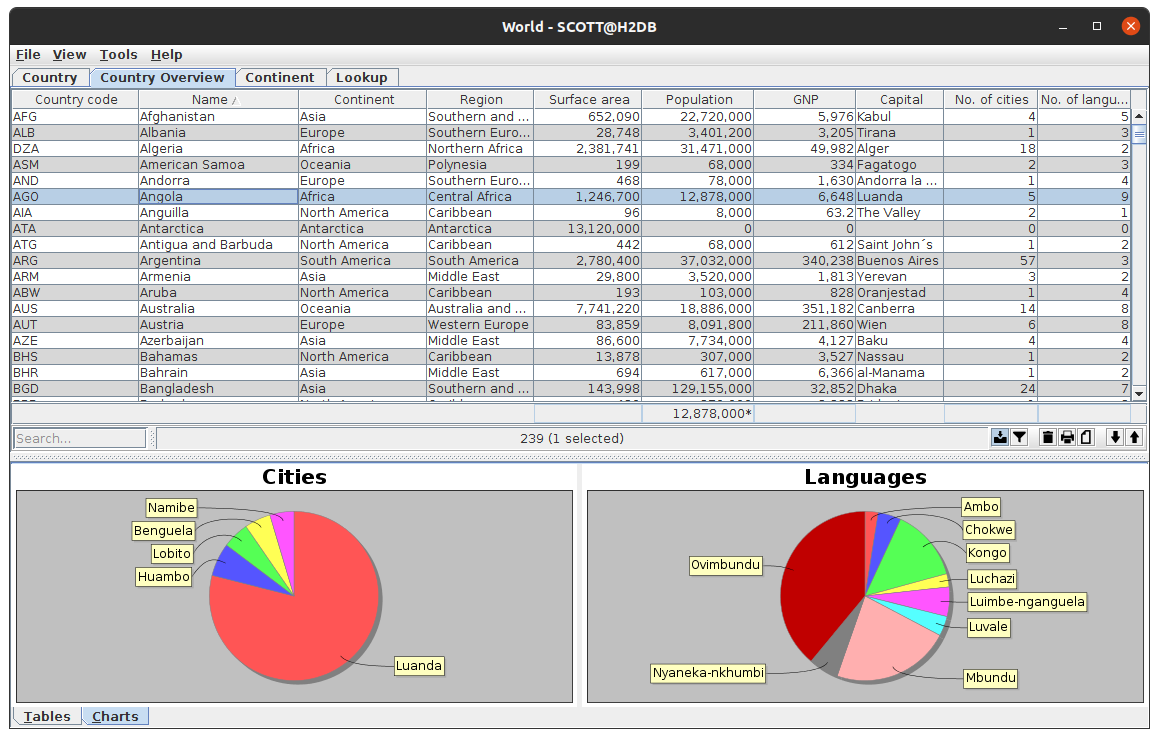 World - SCOTT@H2DB
File View Tools Help
Country Country Overview Continent Lookup
Country code Name Continent Region Surface area Population GNP Capital No. of cities No. of langu...
AFG Afghanistan Asia Southern and ... 652,090 22,720,000 5,976 Kabul 4 5
ALB Albania Europe Southern Euro... 28,748 3,401,200 3,205 Tirana 1 3
DZA Algeria Africa Northern Africa 2,381,741 31,471,000 49,982 Alger 18 2
ASM American Samoa Oceania Polynesia 199 68,000 334 Fagatogo 2 3
AND Andorra Europe Southern Euro... 468 78,000 1,630 Andorra la ... 1 4
AGO Angola Africa Central Africa 1,246,700 12,878,000 6,648 Luanda 5 9
AIA Anguilla North America Caribbean 96 8,000 63.2 The Valley 2 1
ATA Antarctica Antarctica Antarctica 13,120,000 0 0 0 0
ATG Antigua and Barbuda North America Caribbean 442 68,000 612 Saint John´s 1 2
ARG Argentina South America South America 2,780,400 37,032,000 340,238 Buenos Aires 57 3
ARM Armenia Asia Middle East 29,800 3,520,000 1,813 Yerevan 3 2
ABW Aruba North America Caribbean 193 103,000 828 Oranjestad 1 4
AUS Australia Oceania Australia and ... 7,741,220 18,886,000 351,182 Canberra 14 8
AUT Austria Europe Western Europe 83,859 8,091,800 211,860 Wien 6 8
AZE Azerbaijan Asia Middle East 86,600 7,734,000 4,127 Baku 4 4
BHS Bahamas North America Caribbean 13,878 307,000 3,527 Nassau 1 2
BHR Bahrain Asia Middle East 694 617,000 6,366 al-Manama 1 2
BGD Bangladesh Asia Southern and ... 143,998 129,155,000 32,852 Dhaka 24 7
12,878,000*
Search... 239 (1 selected)
Cities
Namibe
Benguela
Lobito
Huambo
Luanda
Languages
Ambo
Chokwe
Kongo
Ovimbundu
Luchazi
Luimbe-nganguela
Luvale
Nyaneka-nkhumbi
Mbundu
Tables Charts